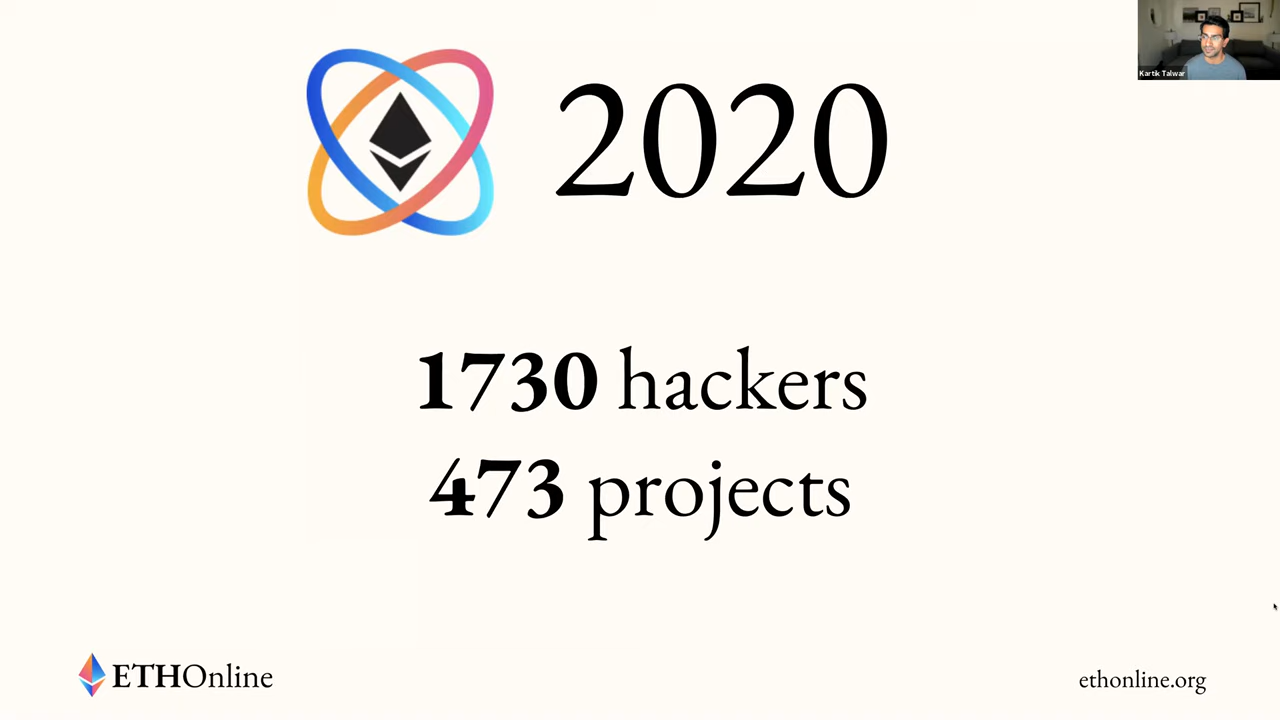 Kartik Talwar
2020
1730 hackers
473 projects
ETHOnline
ethonline.org